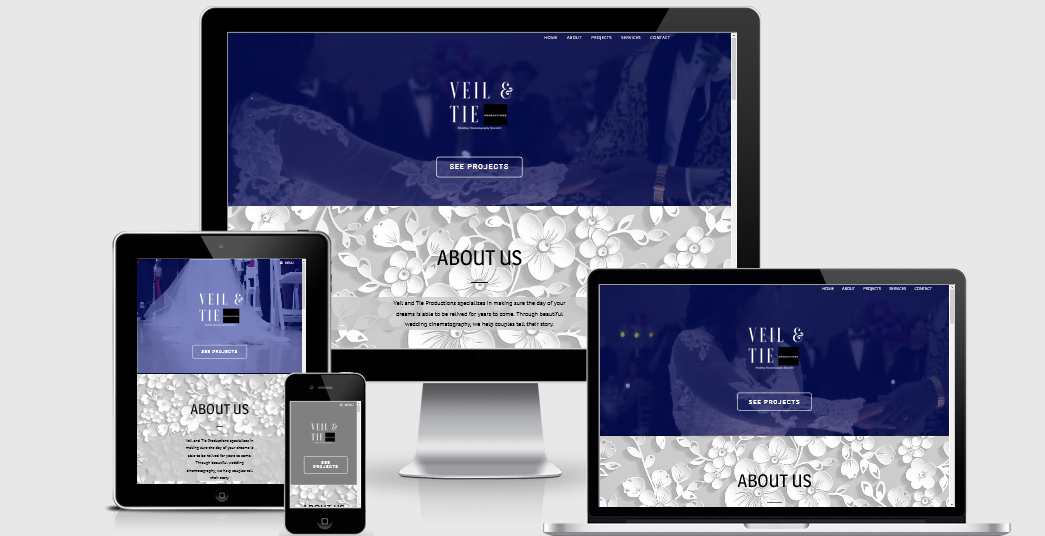 HOME ABOUT PROJECTS SERVICES CONTACT
VEIL &
TIE PRODUCTIONS
Wedding Cinematography Specialist
SEE PROJECTS
ABOUT US
Veil and Tie Productions specializes in making sure the day of your
dreams is able to be relived for years to come. Through beautiful
wedding cinematography, we help couples tell their story.
MENU
VEIL &
TIE
SEE PROJECTS
ABOUT US
Veil and Tie Productions specializes in
making sure the day of your dreams is
able to be relived for years to come.
Through beautiful wedding
cinematography, we help couples tell
their story.
MENU
VEIL &
TIE
SEE
PROJECTS
ABOUT US
HOME ABOUT PROJECTS SERVICES CONTACT
VEIL &
TIE PRODUCTIONS
SEE PROJECTS
ABOUT US